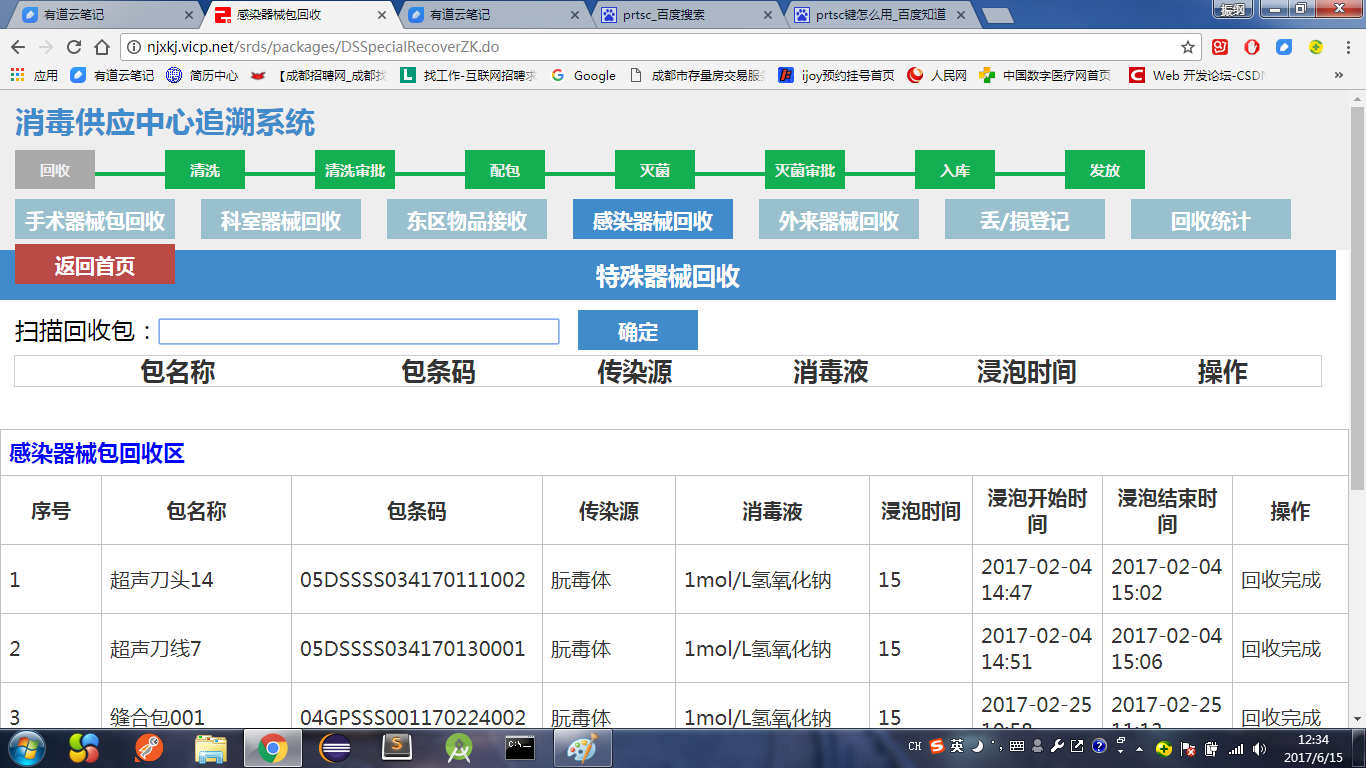 有道云笔记
感染器械包回收
有道云笔记
prtsc_百度搜索
prtsc键怎么用_百度知道
振纲
njxkj.vicp.net/srds/packages/DSSpecialRecoverZK.do
应用
有道云笔记
简历中心
【成都招聘网_成都找
找工作-互联网招聘求
Google
成都市存量房交易服
ijoy预约挂号首页
人民网
中国数字医疗网首页
Web 开发论坛-CSDN
»
消毒供应中心追溯系统
回收
清洗
清洗审批
配包
灭菌
灭菌审批
入库
发放
手术器械包回收
科室器械回收
东区物品接收
感染器械回收
外来器械回收
丢/损登记
回收统计
返回首页
特殊器械回收
扫描回收包：
确定
包名称
包条码
传染源
消毒液
浸泡时间
操作
感染器械包回收区
序号
包名称
包条码
传染源
消毒液
浸泡时间
浸泡开始时
间
浸泡结束时
间
操作
1
超声刀头14
05DSSSS034170111002
朊毒体
1mol/L氢氧化钠
15
2017-02-04
14:47
2017-02-04
15:02
回收完成
2
超声刀线7
05DSSSS034170130001
朊毒体
1mol/L氢氧化钠
15
2017-02-04
14:51
2017-02-04
15:06
回收完成
3
缝合包001
04GPSSS001170224002
朊毒体
1mol/L氢氧化钠
15
2017-02-25
2017-02-25
回收完成
CH
英
12:34
2017/6/15